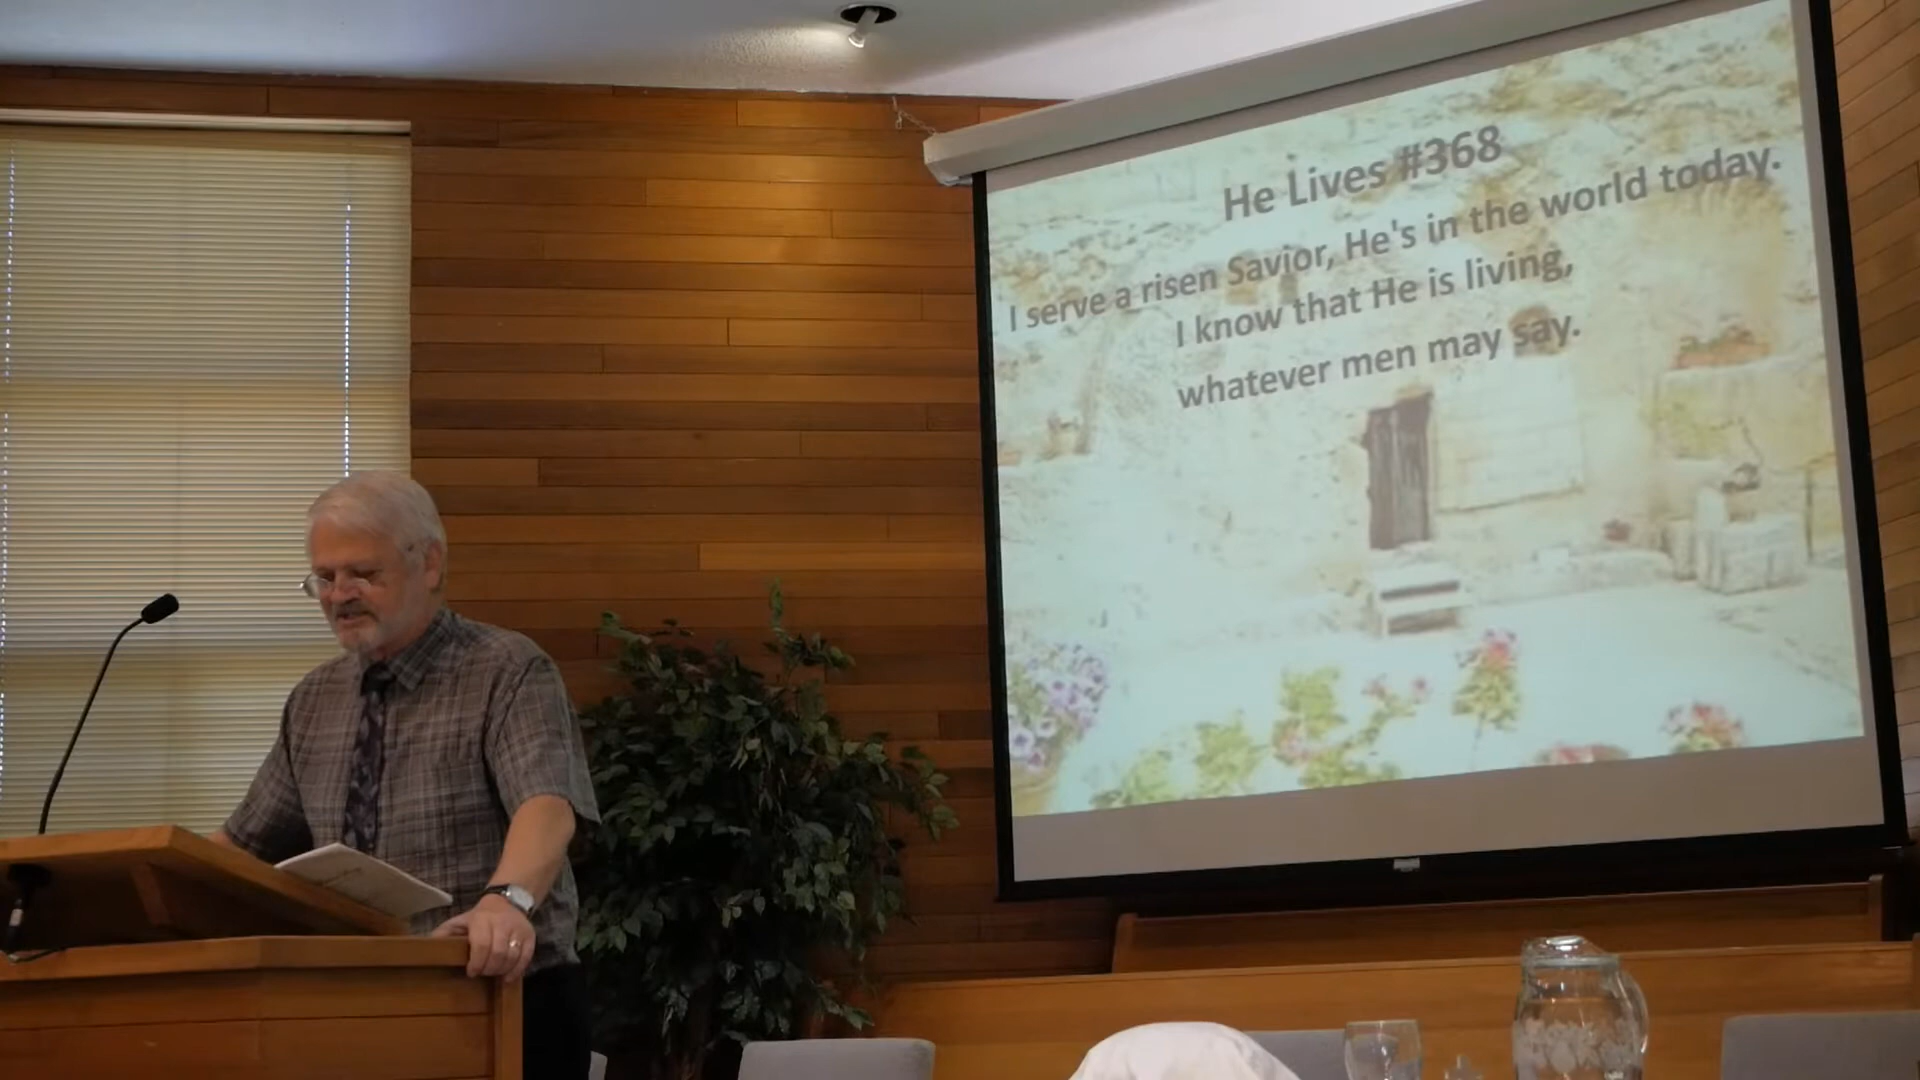 He Lives #368
I serve a risen Savior, He's in the world today.
I know that He is living,
whatever men may say.